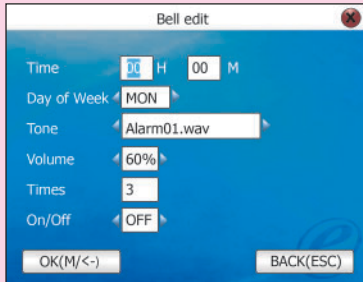 Bell edit
Time 00 H 00 M
Day of Week MON
Tone Alarm01.wav
Volume 60%
Times 3
On/Off OFF
OK(M/<-) BACK(ESC)